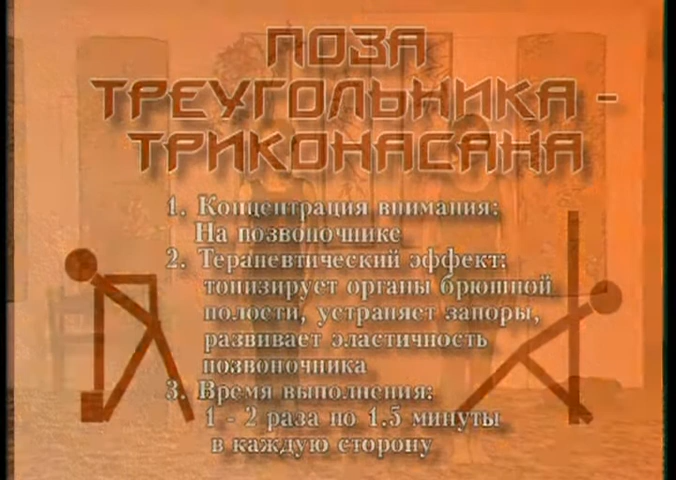 ПОЗА
ТРЕУГОЛЬНИКА -
ТРИКОНАСАНА
1. Концентрация внимания:
На позвоночнике
2. Терапевтический эффект:
тонизирует органы брюшной
полости, устраняет запоры,
развивает эластичность
позвоночника
3. Время выполнения:
1 - 2 раза по 1.5 минуты
в каждую сторону